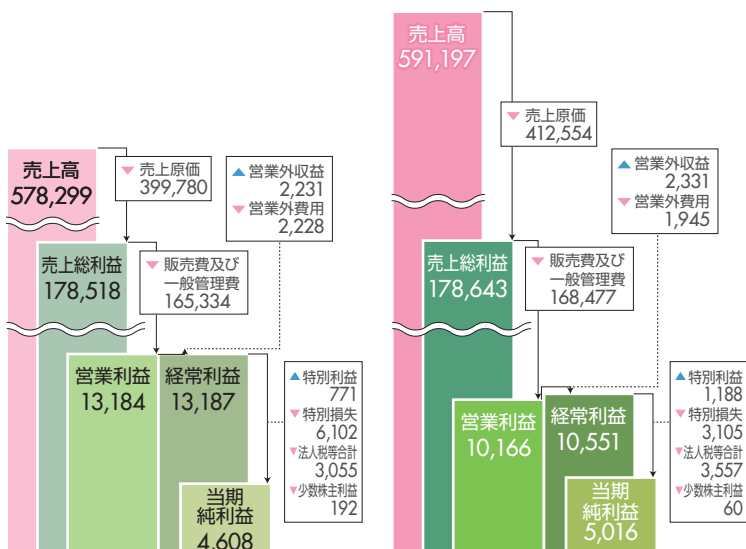 売上高
578,299
▼売上原価
399,780
▲営業外収益
2,231
▼営業外費用
2,228
売上総利益
178,518
▼販売費及び
一般管理費
165,334
営業利益
13,184
経常利益
13,187
▲特別利益
771
▼特別損失
6,102
▼法人税等合計
3,055
▼少数株主利益
192
当期
純利益
4,608
売上高
591,197
▼売上原価
412,554
▲営業外収益
2,331
▼営業外費用
1,945
売上総利益
178,643
▼販売費及び
一般管理費
168,477
営業利益
10,166
経常利益
10,551
▲特別利益
1,188
▼特別損失
3,105
▼法人税等合計
3,557
▼少数株主利益
60
当期
純利益
5,016